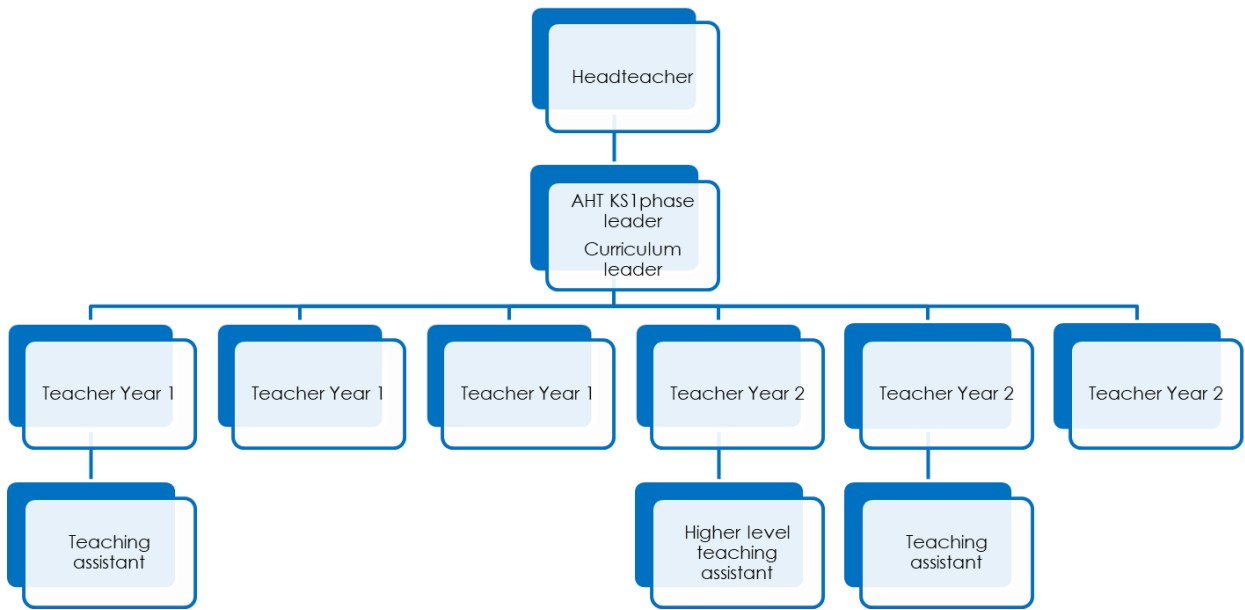 Headteacher
AHT KS1phase
leader
Curriculum
leader
Teacher Year 1
Teacher Year 1
Teacher Year 1
Teacher Year 2
Teacher Year 2
Teacher Year 2
Teaching
assistant
Higher level
teaching
assistant
Teaching
assistant